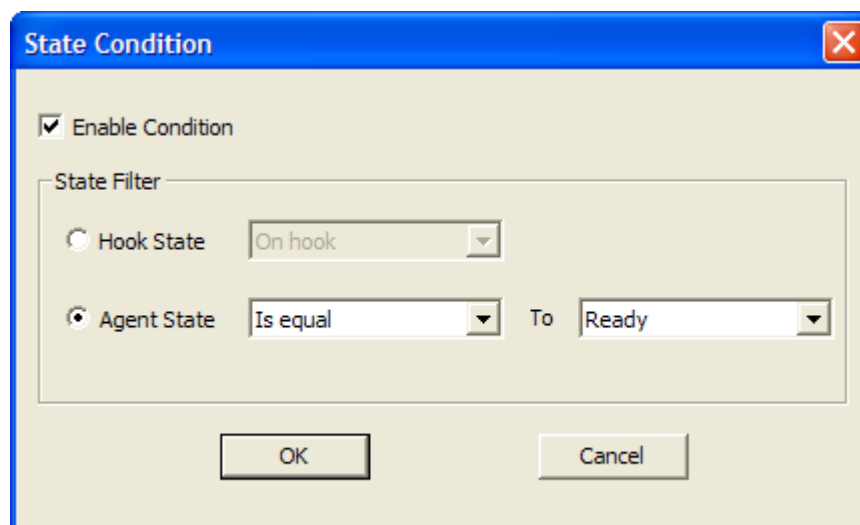 State Condition
Enable Condition
State Filter
Hook State On hook
Agent State Is equal To Ready
OK Cancel